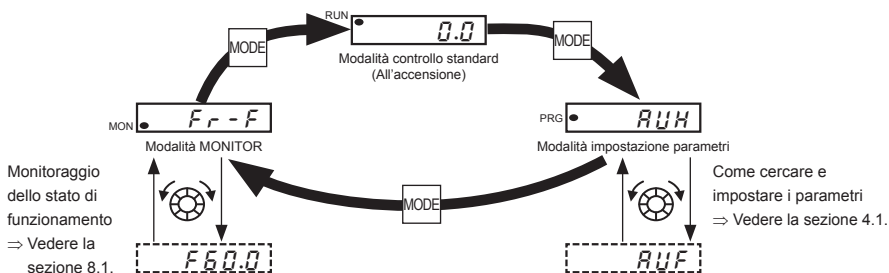 RUN
0.0
MODE
MODE
Modalità controllo standard
(All'accensione)
MON
Fr-F
PRG
AUH
Modalità MONITOR
Modalità impostazione parametri
Monitoraggio
dello stato di
funzionamento
⇒ Vedere la
sezione 8.1.
MODE
Come cercare e
impostare i parametri
⇒ Vedere la sezione 4.1.
F60.0
AUF